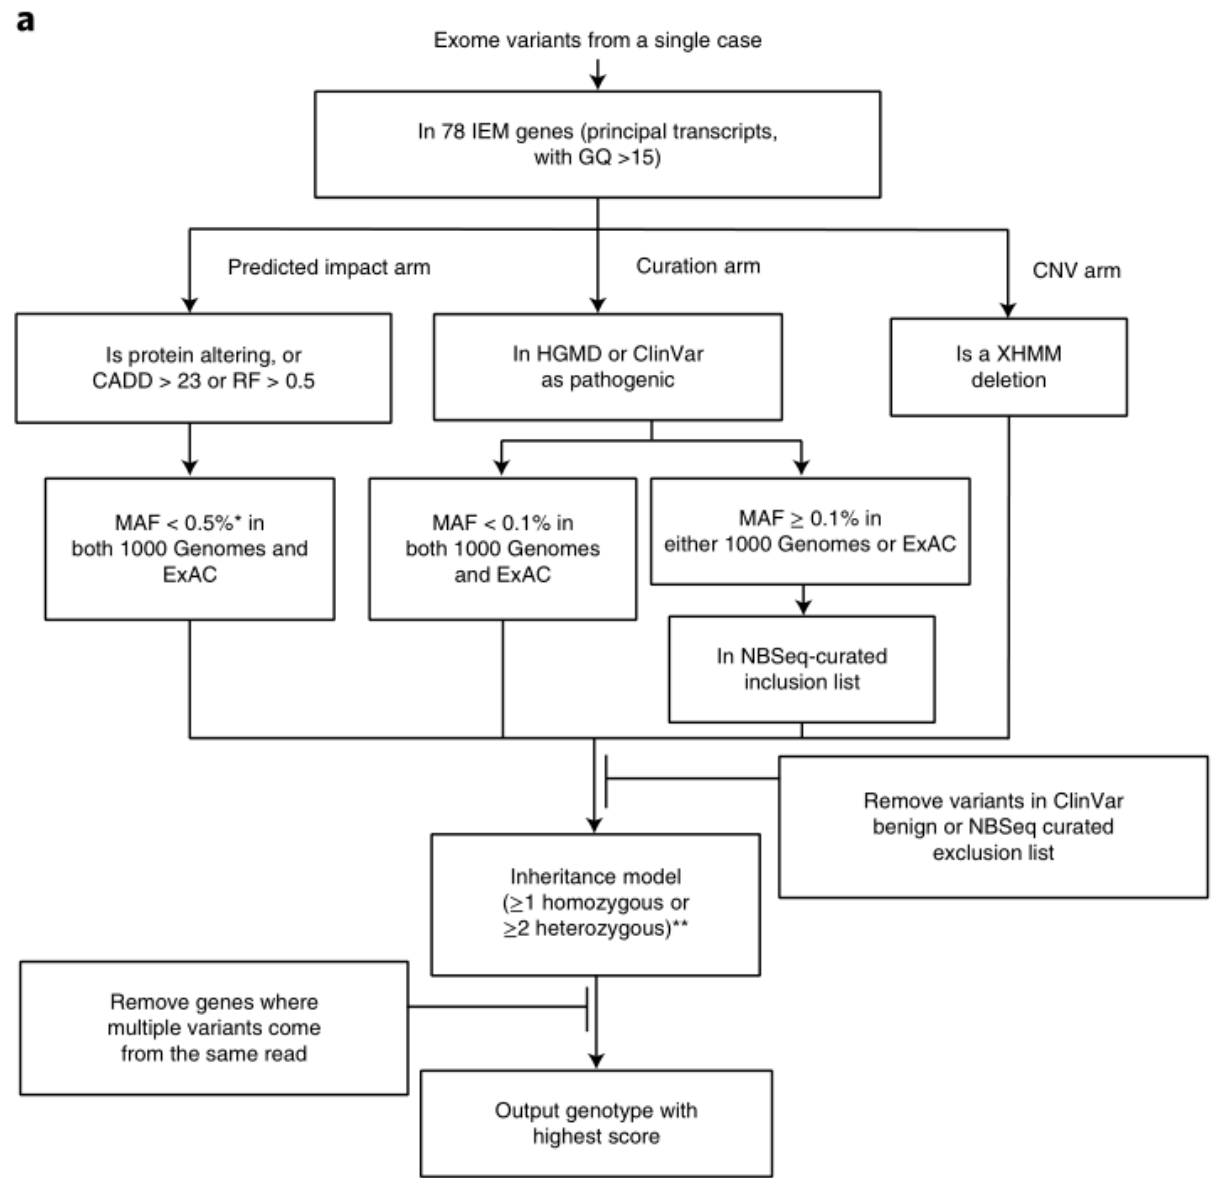 a
Exome variants from a single case
In 78 IEM genes (principal transcripts,
with GQ >15)
Predicted impact arm
Curation arm
CNV arm
Is protein altering, or
CADD > 23 or RF > 0.5
In HGMD or ClinVar
as pathogenic
Is a XHMM
deletion
MAF < 0.5%* in
both 1000 Genomes and
ExAC
MAF < 0.1% in
both 1000 Genomes
and ExAC
MAF ≥ 0.1% in
either 1000 Genomes or ExAC
In NBSeq-curated
inclusion list
Remove variants in ClinVar
benign or NBSeq curated
exclusion list
Inheritance model
(≥1 homozygous or
≥2 heterozygous)**
Remove genes where
multiple variants come
from the same read
Output genotype with
highest score